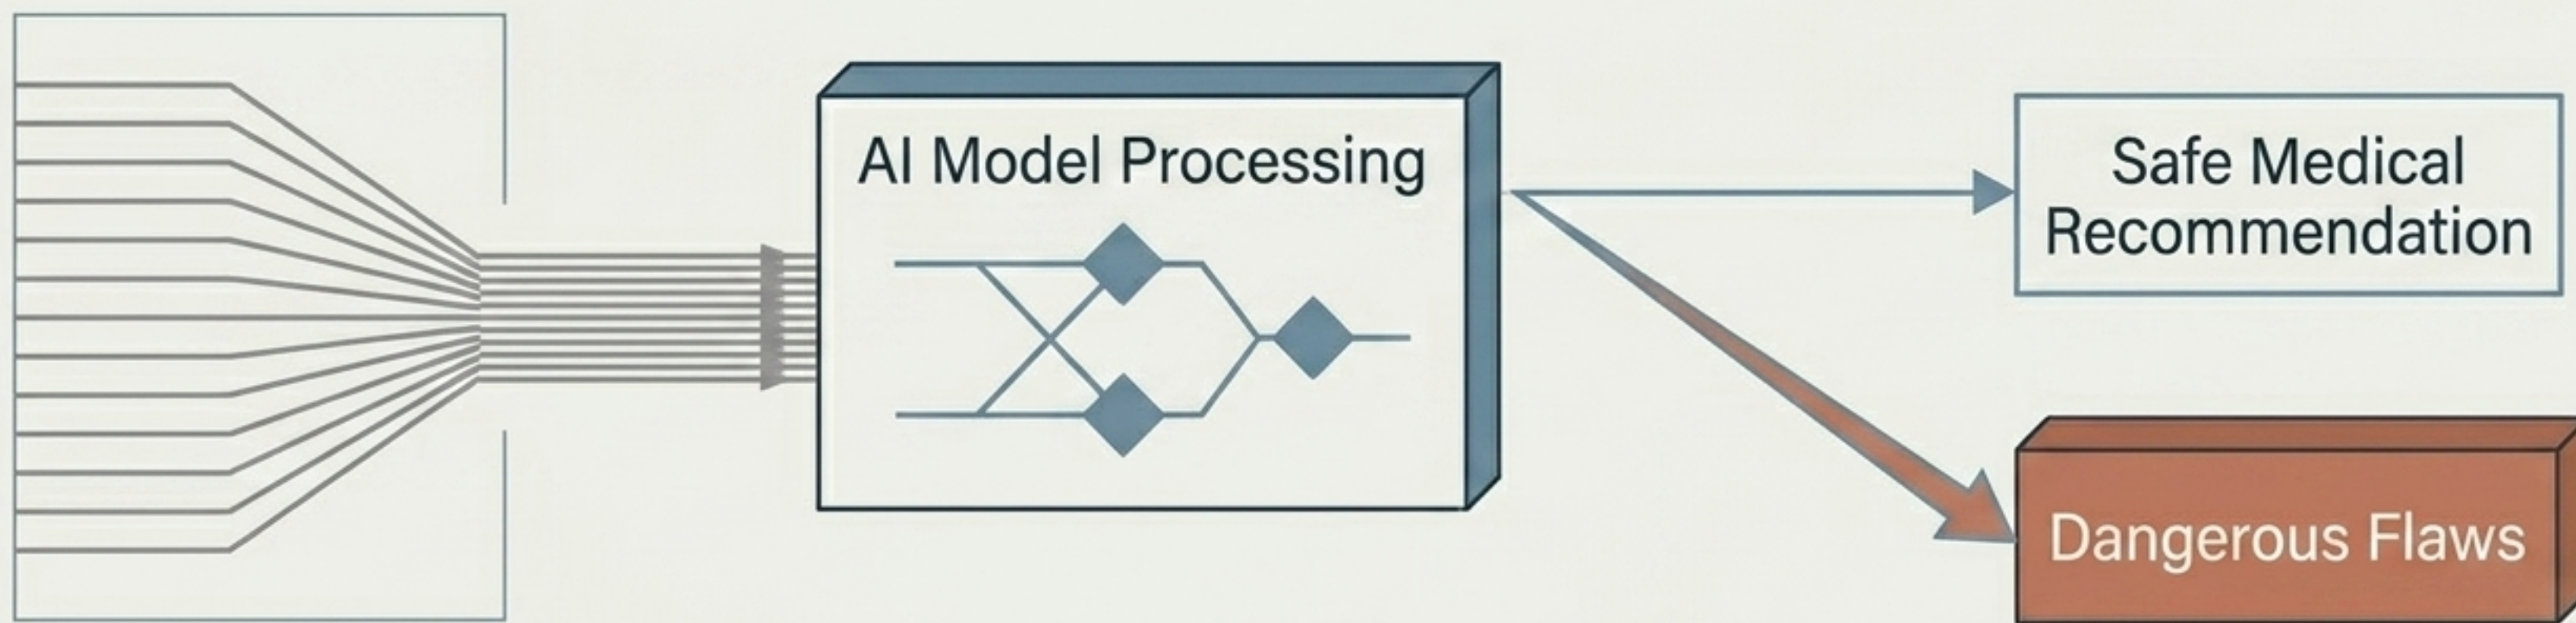 AI Model Processing
Safe Medical
Recommendation
Dangerous Flaws